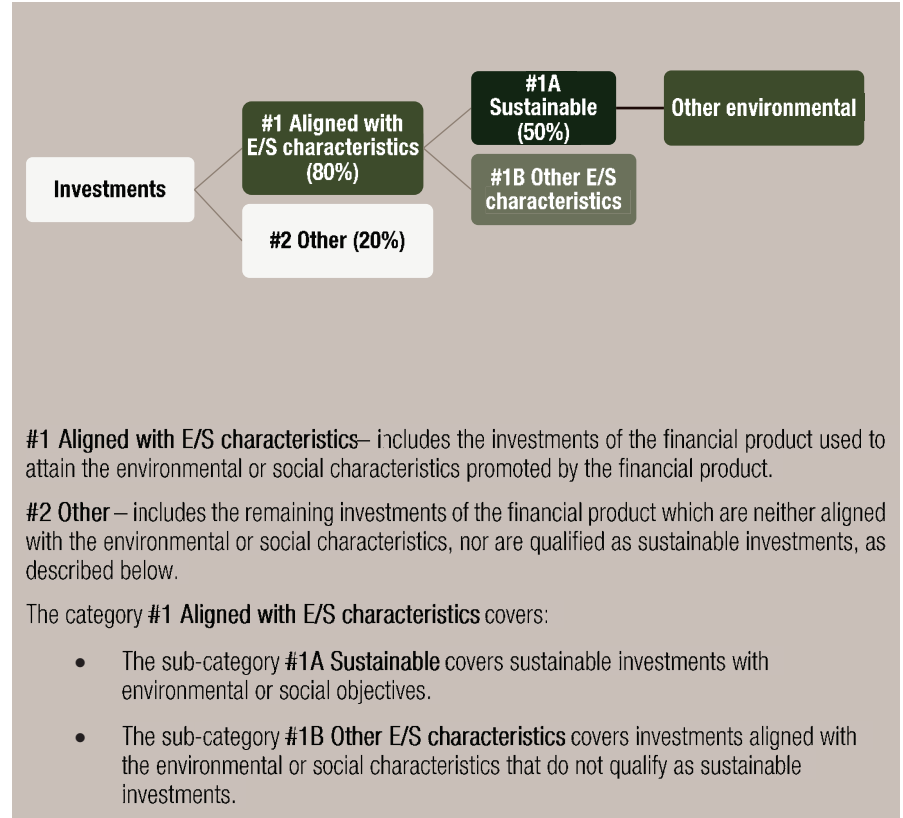 Investments
#1 Aligned with
E/S characteristics
(80%)
#2 Other (20%)
#1A
Sustainable
(50%)
#1B Other E/S
characteristics
Other environmental
#1 Aligned with E/S characteristics– includes the investments of the financial product used to
attain the environmental or social characteristics promoted by the financial product.
#2 Other – includes the remaining investments of the financial product which are neither aligned
with the environmental or social characteristics, nor are qualified as sustainable investments, as
described below.
The category #1 Aligned with E/S characteristics covers:
• The sub-category #1A Sustainable covers sustainable investments with
environmental or social objectives.
• The sub-category #1B Other E/S characteristics covers investments aligned with
the environmental or social characteristics that do not qualify as sustainable
investments.